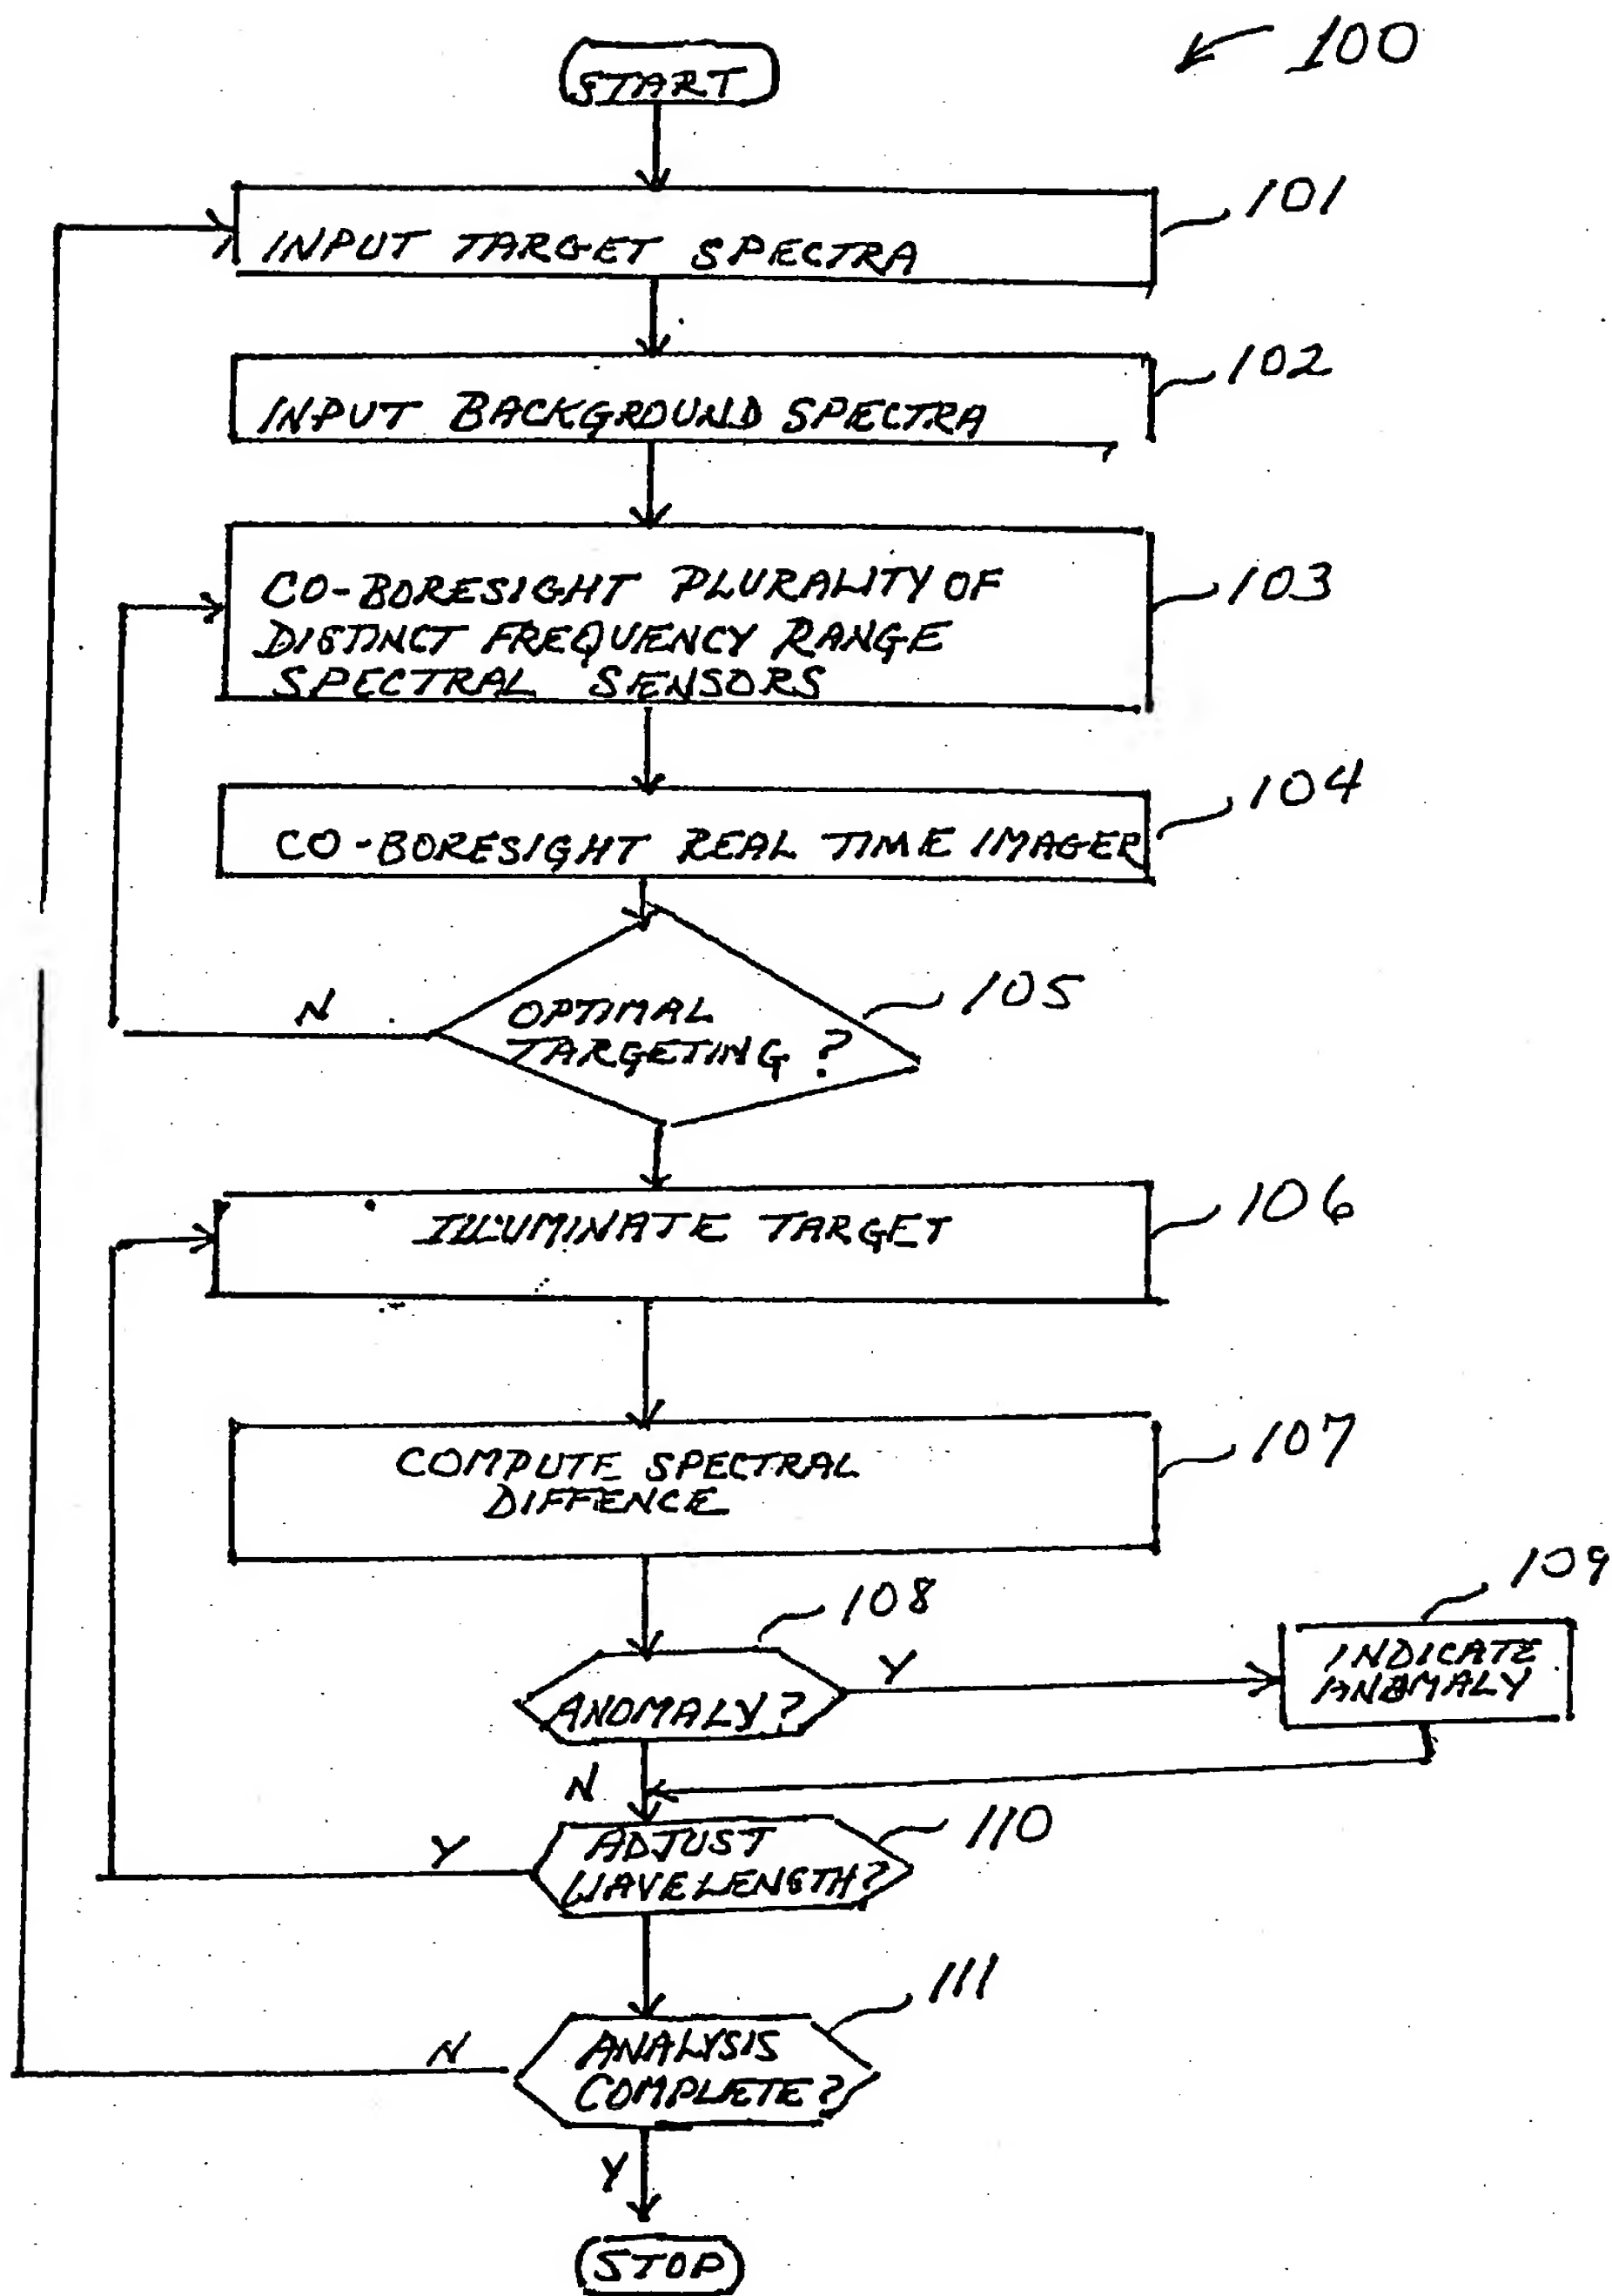 100
START
101
INPUT TARGET SPECTRA
102
INPUT BACKGROUND SPECTRA
103
CO-BORESIGHT PLURALITY OF
DISTINCT FREQUENCY RANGE
SPECTRAL SENSORS
104
CO-BORESIGHT REAL TIME IMAGER
105
N
OPTIMAL
TARGETING?
106
ILLUMINATE TARGET
107
COMPUTE SPECTRAL
DIFFENCE
108
109
ANOMALY?
Y
INDICATE
ANOMALY
N
110
Y
ADJUST
WAVELENGTH?
111
N
ANALYSIS
COMPLETE?
Y
STOP